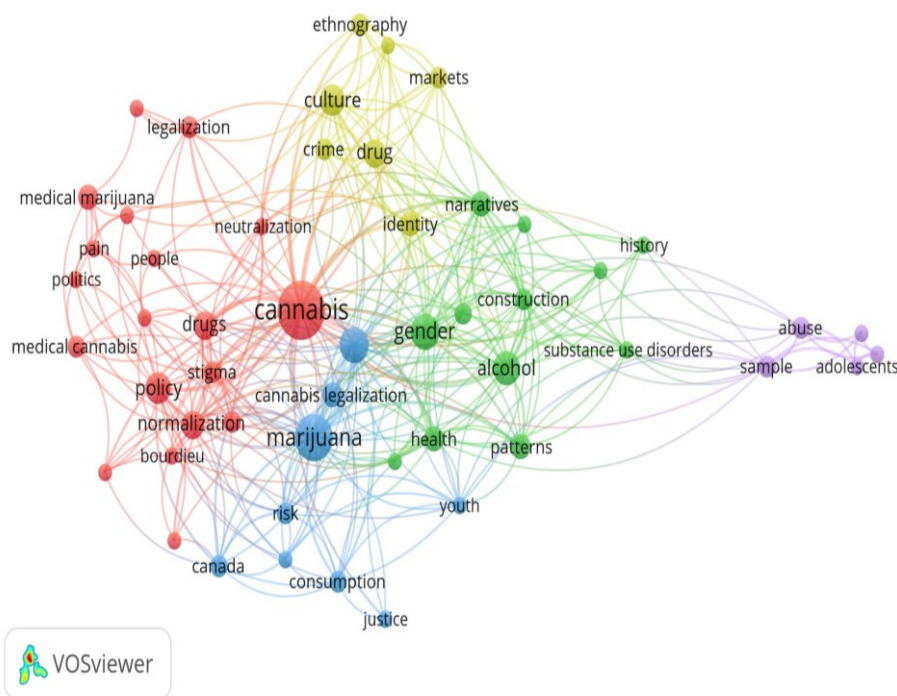 ethnography
markets
culture
legalization
crime
drug
medical marijuana
narratives
identity
neutralization
history
pain
people
politics
construction
cannabis
drugs
gender
abuse
medical cannabis
substance use disorders
sample
adolescents
stigma
alcohol
policy
cannabis legalization
normalization
marijuana
health
patterns
bourdieu
youth
risk
canada
consumption
justice
VOSviewer